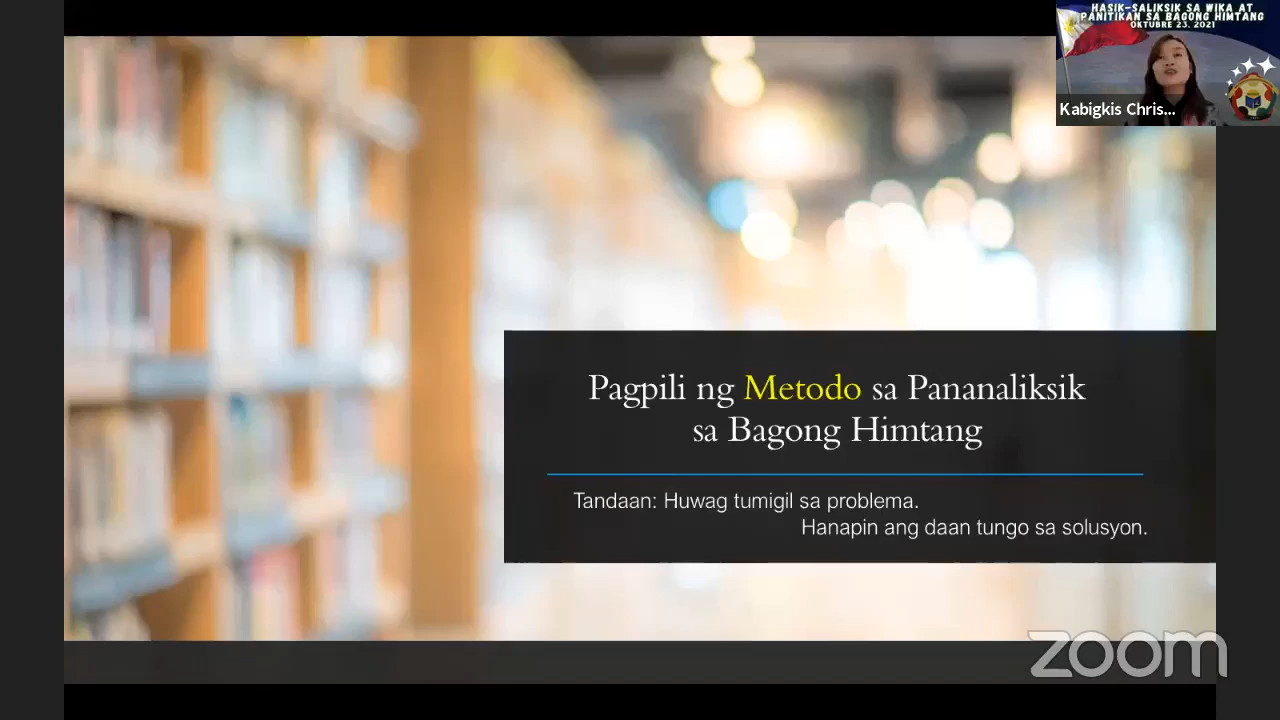 HASIK-SALIKSIK SA WIKA AT
PANITIKAN SA BAGONG HIMTANG
OKTUBRE 23, 2021
Kabigkis Chris...
Pagpili ng Metodo sa Pananaliksik
sa Bagong Himtang
Tandaan: Huwag tumigil sa problema.
Hanapin ang daan tungo sa solusyon.
zoom